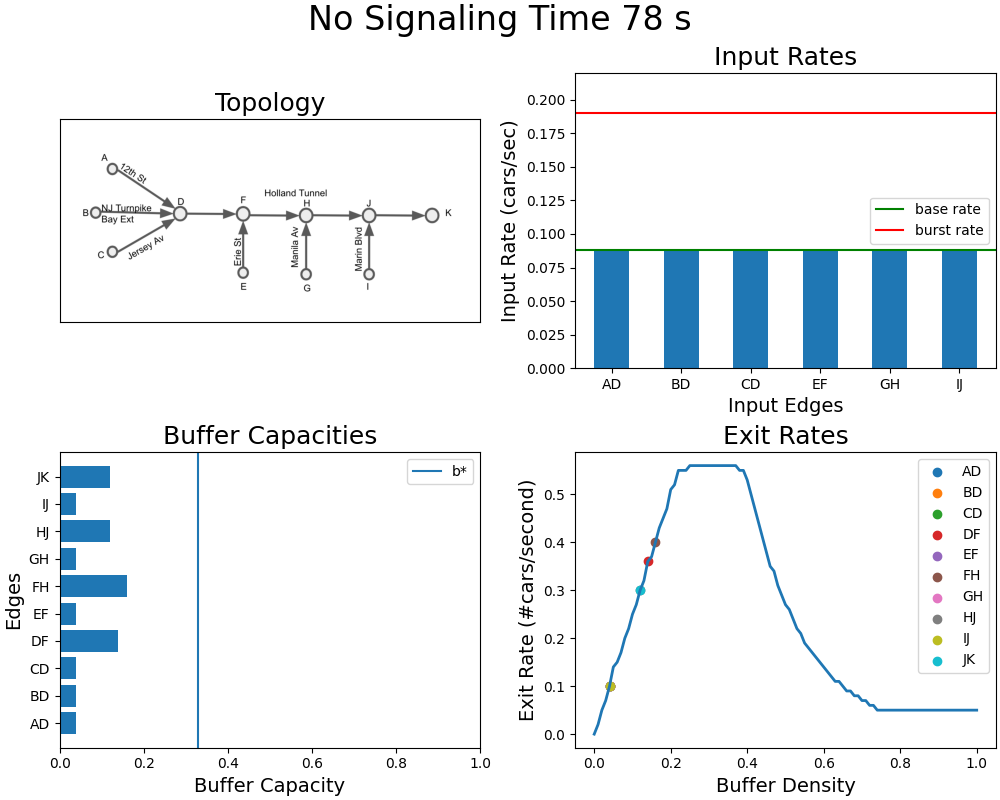 No Signaling Time 78 s
Topology
A
12th St
B
NJ Turnpike
Bay Ext
C
Jersey Av
D
F
Erie St
E
Holland Tunnel
H
Manila Av
G
J
Marin Blvd
I
K
Input Rates
Input Rate (cars/sec)
0.200
0.175
0.150
0.125
0.100
0.075
0.050
0.025
0.000
base rate
burst rate
AD BD CD EF GH IJ
Input Edges
Buffer Capacities
Edges
JK
IJ
HJ
GH
FH
EF
DF
CD
BD
AD
b*
0.0 0.2 0.4 0.6 0.8 1.0
Buffer Capacity
Exit Rates
Exit Rate (#cars/second)
0.5
0.4
0.3
0.2
0.1
0.0
AD
BD
CD
DF
EF
FH
GH
HJ
IJ
JK
0.0 0.2 0.4 0.6 0.8 1.0
Buffer Density